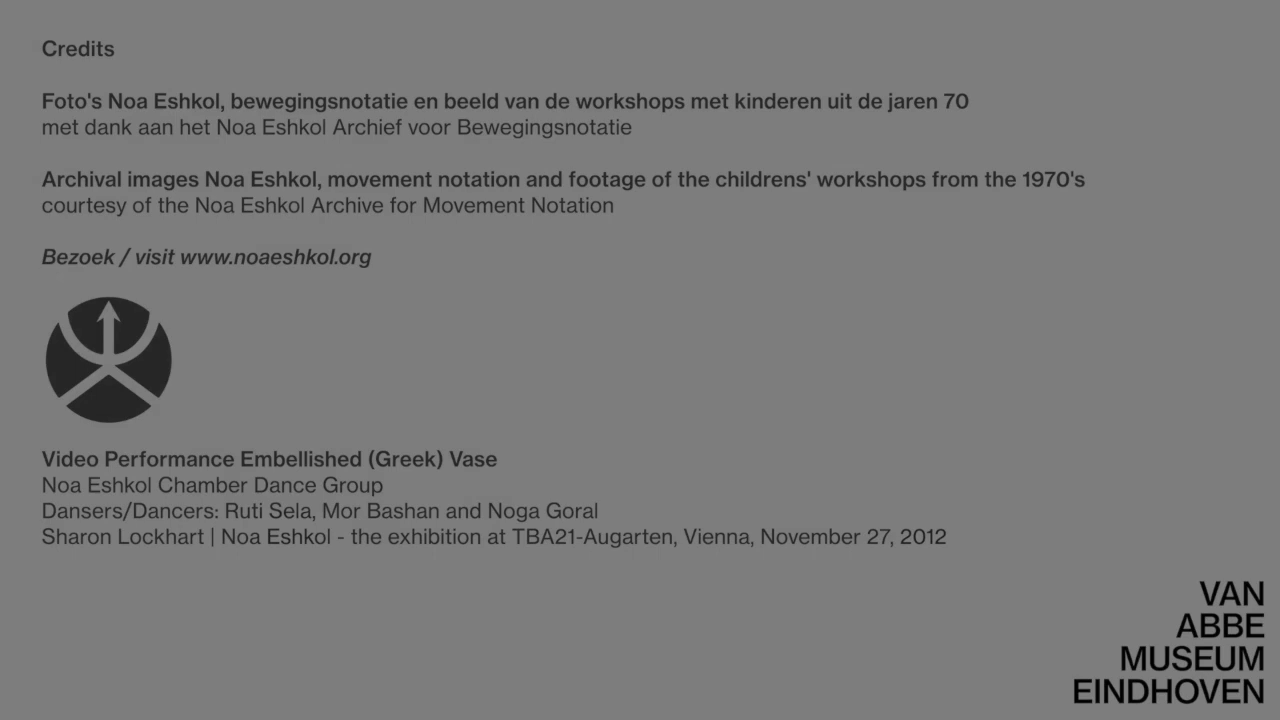 Credits
Foto's Noa Eshkol, bewegingsnotatie en beeld van de workshops met kinderen uit de jaren 70
met dank aan het Noa Eshkol Archief voor Bewegingsnotatie
Archival images Noa Eshkol, movement notation and footage of the childrens' workshops from the 1970's
courtesy of the Noa Eshkol Archive for Movement Notation
Bezoek / visit www.noaeshkol.org
Video Performance Embellished (Greek) Vase
Noa Eshkol Chamber Dance Group
Dansers/Dancers: Ruti Sela, Mor Bashan and Noga Goral
Sharon Lockhart | Noa Eshkol - the exhibition at TBA21-Augarten, Vienna, November 27, 2012
VAN
ABBE
MUSEUM
EINDHOVEN